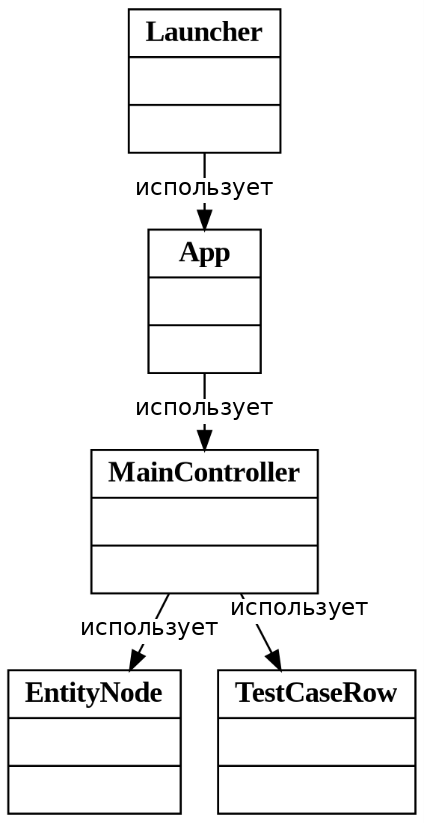 Launcher
использует
App
использует
MainController
использует
использует
EntityNode
TestCaseRow